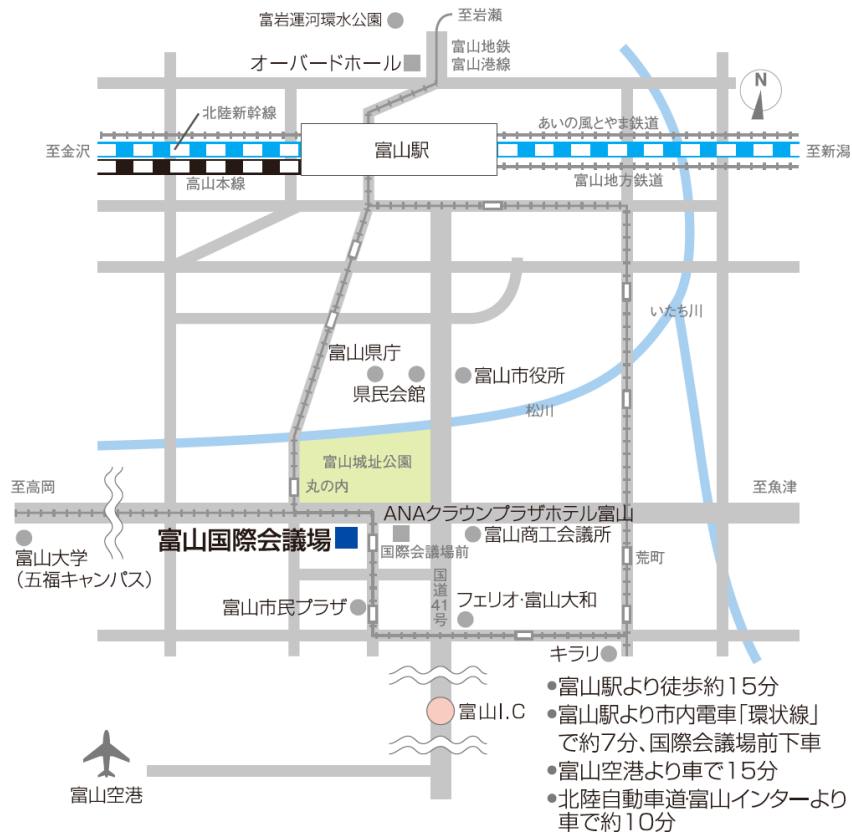 富岩運河環水公園
至岩瀬
オーバードホール
富山地鉄
富山港線
N
北陸新幹線
あいの風とやま鉄道
至金沢
富山駅
至新潟
高山本線
富山地方鉄道
いたち川
富山県庁
県民会館
富山市役所
松川
富山城址公園
丸の内
至高岡
至魚津
ANAクラウンプラザホテル富山
富山国際会議場
国際会議場前
富山商工会議所
富山大学
(五福キャンパス)
荒町
国道41号
富山市民プラザ
フェリオ・富山大和
キラリ
富山I.C
富山空港
●富山駅より徒歩約15分
●富山駅より市内電車「環状線」
で約7分、国際会議場前下車
●富山空港より車で15分
●北陸自動車道富山インターより
車で約10分